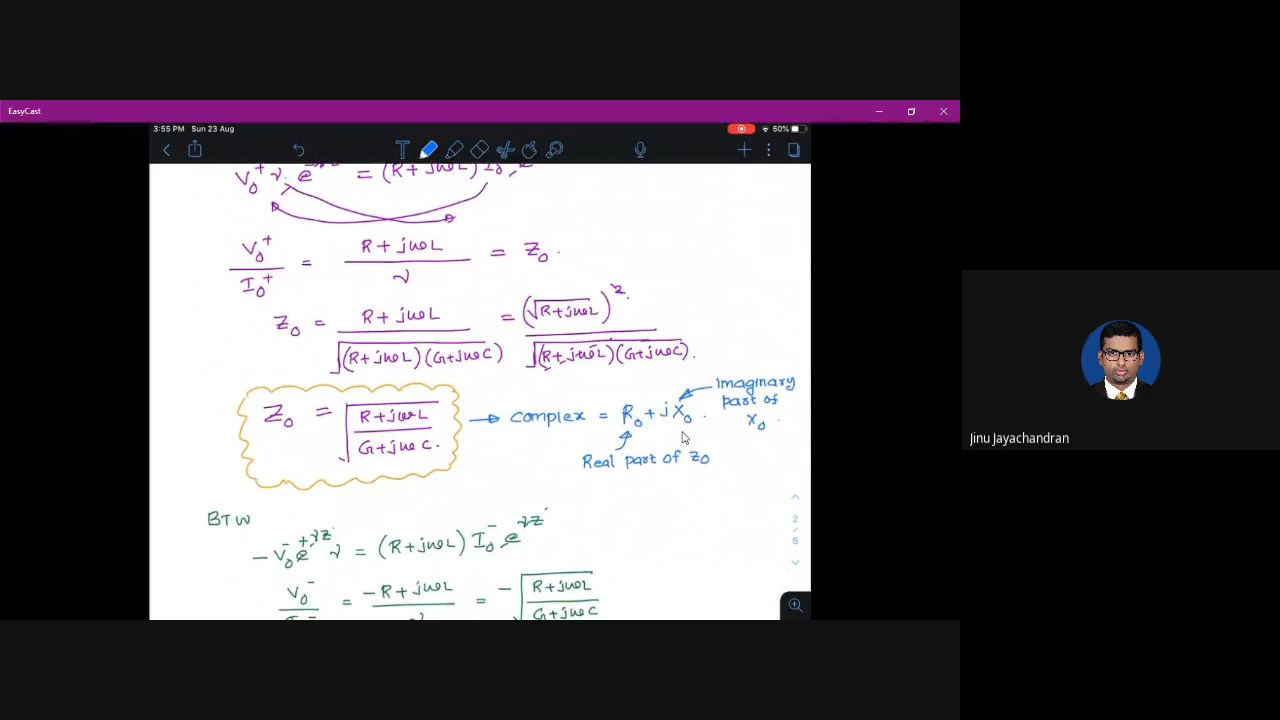 EasyCast
3:55 PM Sun 23 Aug
50%
V₀⁺ γ e = (R + jωL) I₀ e
V₀⁺ / I₀⁺ = (R + jωL) / γ = Z₀.
Z₀ = (R + jωL) / √((R+jωL)(G+jωC)) = (√(R+jωL))² / √((R+jωL)(G+jωC)).
Z₀ = √((R+jωL) / (G+jωC)) → complex = R₀ + jX₀.
imaginary
part of
X₀
Real part of Z₀
Jinu Jayachandran
2
6
BTW
− V₀⁻ e^{+γz} γ = (R+jωL) I₀⁻ e^{γz}
V₀⁻ / I₀⁻ = −R + jωL / γ = − √((R+jωL) / (G+jωC))